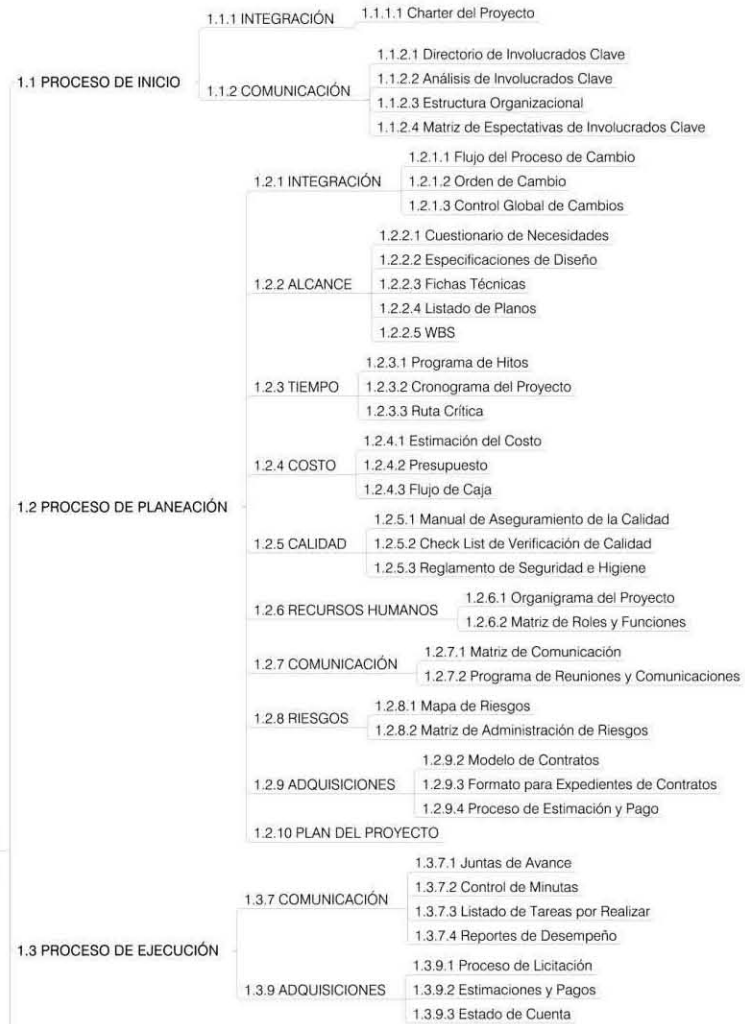 1.1 PROCESO DE INICIO
1.1.1 INTEGRACIÓN
1.1.1.1 Charter del Proyecto
1.1.2 COMUNICACIÓN
1.1.2.1 Directorio de Involucrados Clave
1.1.2.2 Análisis de Involucrados Clave
1.1.2.3 Estructura Organizacional
1.1.2.4 Matriz de Espectativas de Involucrados Clave
1.2 PROCESO DE PLANEACIÓN
1.2.1 INTEGRACIÓN
1.2.1.1 Flujo del Proceso de Cambio
1.2.1.2 Orden de Cambio
1.2.1.3 Control Global de Cambios
1.2.2 ALCANCE
1.2.2.1 Cuestionario de Necesidades
1.2.2.2 Especificaciones de Diseño
1.2.2.3 Fichas Técnicas
1.2.2.4 Listado de Planos
1.2.2.5 WBS
1.2.3 TIEMPO
1.2.3.1 Programa de Hitos
1.2.3.2 Cronograma del Proyecto
1.2.3.3 Ruta Crítica
1.2.4 COSTO
1.2.4.1 Estimación del Costo
1.2.4.2 Presupuesto
1.2.4.3 Flujo de Caja
1.2.5 CALIDAD
1.2.5.1 Manual de Aseguramiento de la Calidad
1.2.5.2 Check List de Verificación de Calidad
1.2.5.3 Reglamento de Seguridad e Higiene
1.2.6 RECURSOS HUMANOS
1.2.6.1 Organigrama del Proyecto
1.2.6.2 Matriz de Roles y Funciones
1.2.7 COMUNICACIÓN
1.2.7.1 Matriz de Comunicación
1.2.7.2 Programa de Reuniones y Comunicaciones
1.2.8 RIESGOS
1.2.8.1 Mapa de Riesgos
1.2.8.2 Matriz de Administración de Riesgos
1.2.9 ADQUISICIONES
1.2.9.2 Modelo de Contratos
1.2.9.3 Formato para Expedientes de Contratos
1.2.9.4 Proceso de Estimación y Pago
1.2.10 PLAN DEL PROYECTO
1.3 PROCESO DE EJECUCIÓN
1.3.7 COMUNICACIÓN
1.3.7.1 Juntas de Avance
1.3.7.2 Control de Minutas
1.3.7.3 Listado de Tareas por Realizar
1.3.7.4 Reportes de Desempeño
1.3.9 ADQUISICIONES
1.3.9.1 Proceso de Licitación
1.3.9.2 Estimaciones y Pagos
1.3.9.3 Estado de Cuenta